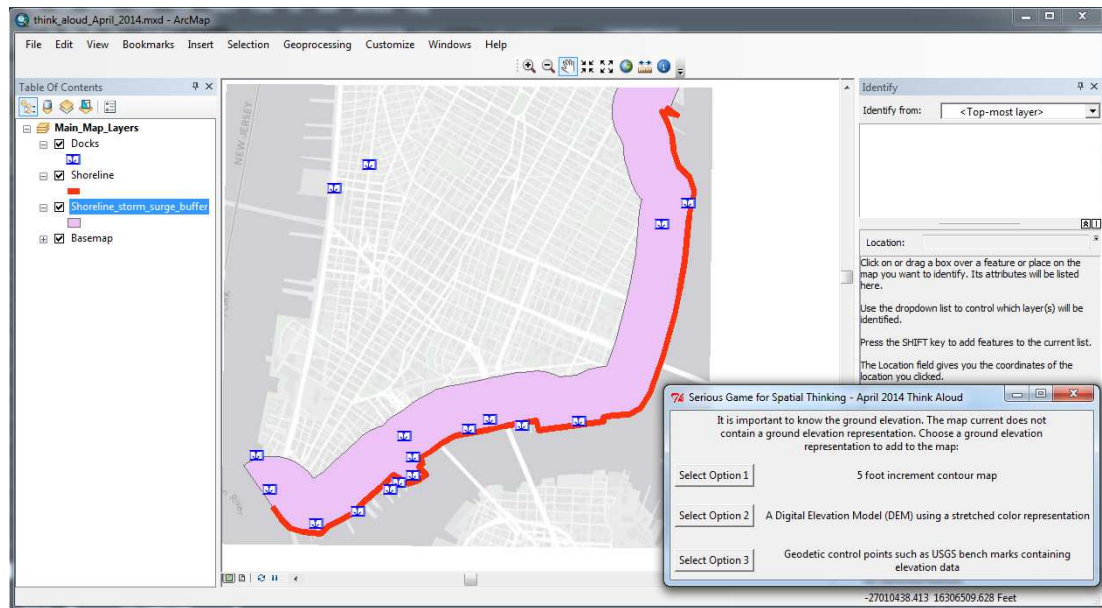 think_aloud_April_2014.mxd - ArcMap
File Edit View Bookmarks Insert Selection Geoprocessing Customize Windows Help
Table Of Contents
Main_Map_Layers
Docks
Shoreline
Shoreline_storm_surge_buffer
Basemap
NEW JERSEY
River
Identify
Identify from: <Top-most layer>
Location:
Click on or drag a box over a feature or place on the
map you want to identify. Its attributes will be listed
here.
Use the dropdown list to control which layer(s) will be
identified.
Press the SHIFT key to add features to the current list.
The Location field gives you the coordinates of the
location you clicked.
Serious Game for Spatial Thinking - April 2014 Think Aloud
It is important to know the ground elevation. The map current does not
contain a ground elevation representation. Choose a ground elevation
representation to add to the map:
Select Option 1 5 foot increment contour map
Select Option 2 A Digital Elevation Model (DEM) using a stretched color representation
Select Option 3 Geodetic control points such as USGS bench marks containing
elevation data
-27010438.413 16306509.628 Feet